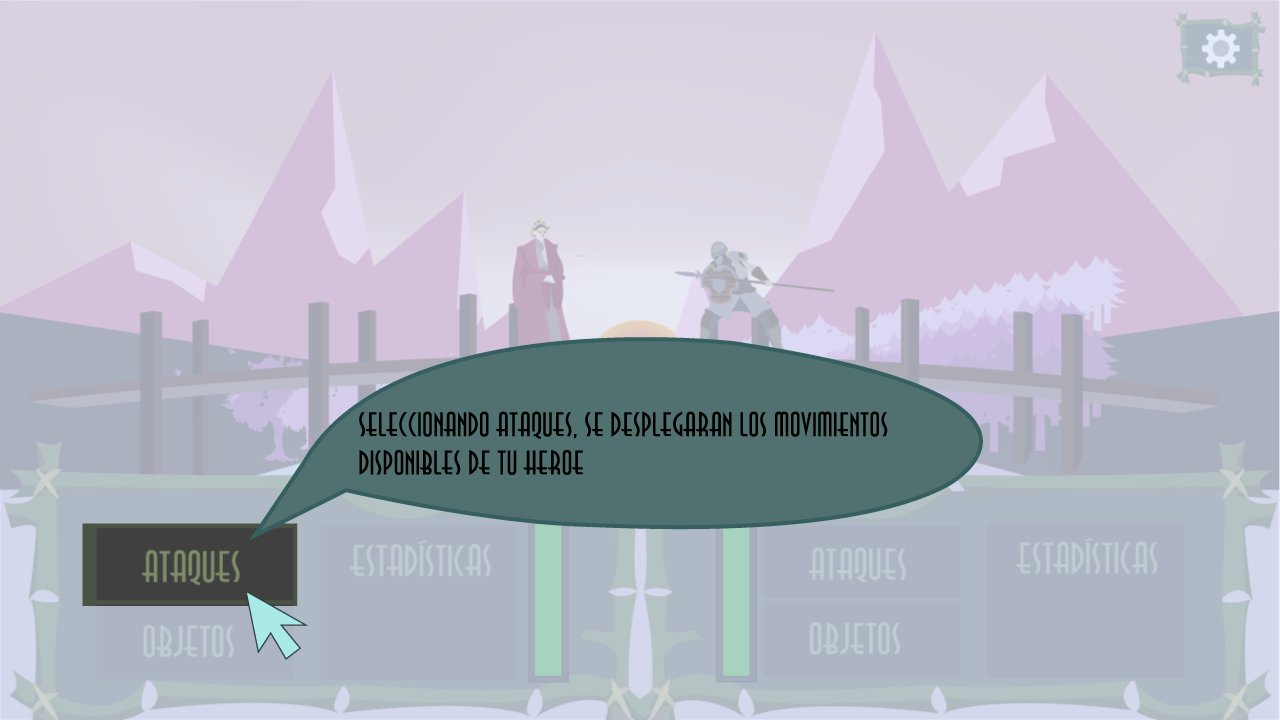 SELECCIONANDO ATAQUES, SE DESPLEGARAN LOS MOVIMIENTOS
DISPONIBLES DE TU HEROE
ATAQUES
ESTADÍSTICAS
OBJETOS
ATAQUES
ESTADÍSTICAS
OBJETOS